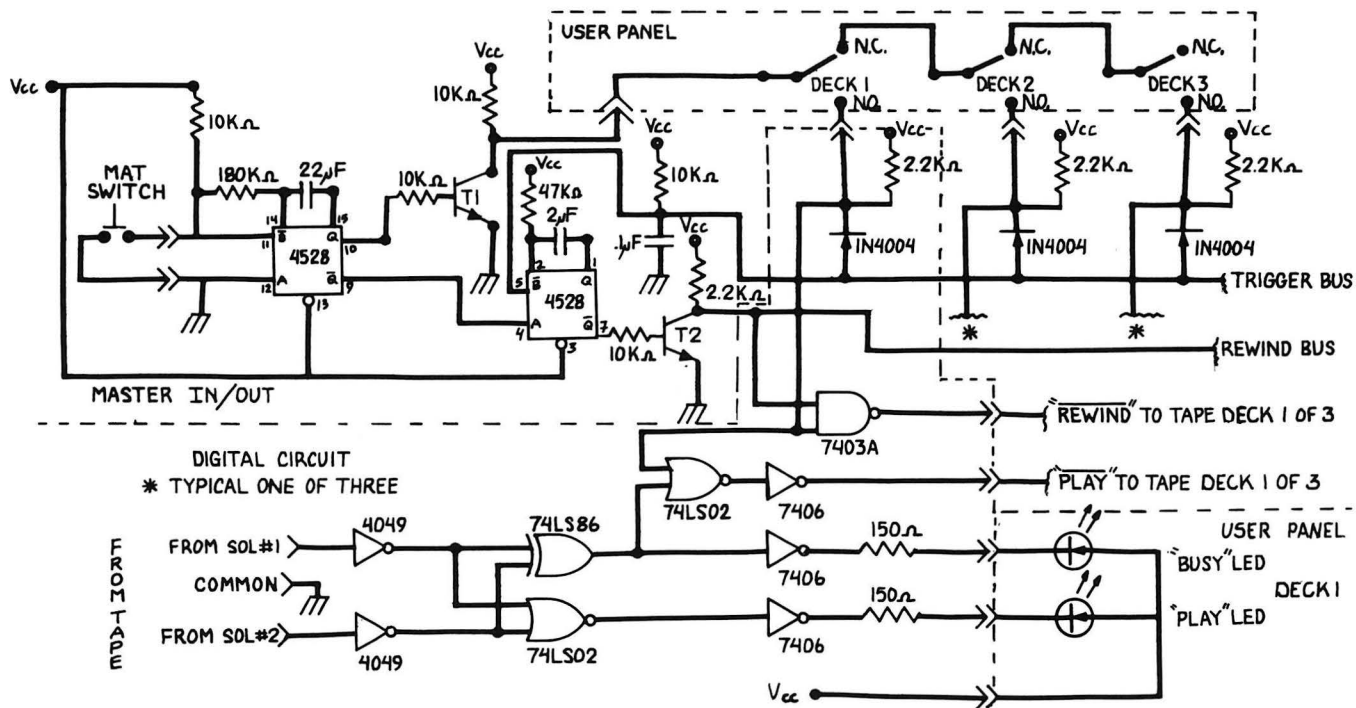 USER PANEL
Vcc
Vcc
10KΩ
10KΩ
N.C.
N.C.
N.C.
DECK 1
DECK 2
DECK 3
N.O.
N.O.
N.O.
MAT
SWITCH
180KΩ
22µF
14
15
11
B̅
Q
10
4528
12
A
Q̅
9
13
10KΩ
T1
Vcc
47KΩ
2µF
2
1
5
B̅
Q
4528
4
A
Q̅
7
3
Vcc
10KΩ
.1µF
Vcc
2.2KΩ
10KΩ
T2
Vcc
2.2KΩ
1N4004
Vcc
2.2KΩ
1N4004
Vcc
2.2KΩ
1N4004
*
*
TRIGGER BUS
REWIND BUS
MASTER IN/OUT
7403A
"R̅E̅W̅I̅N̅D̅" TO TAPE DECK 1 OF 3
DIGITAL CIRCUIT
* TYPICAL ONE OF THREE
74LS02
7406
"P̅L̅A̅Y̅" TO TAPE DECK 1 OF 3
FROM TAPE
FROM SOL#1
4049
74LS86
7406
150Ω
USER PANEL
"BUSY" LED
COMMON
DECK 1
FROM SOL#2
4049
74LS02
7406
150Ω
"PLAY" LED
Vcc